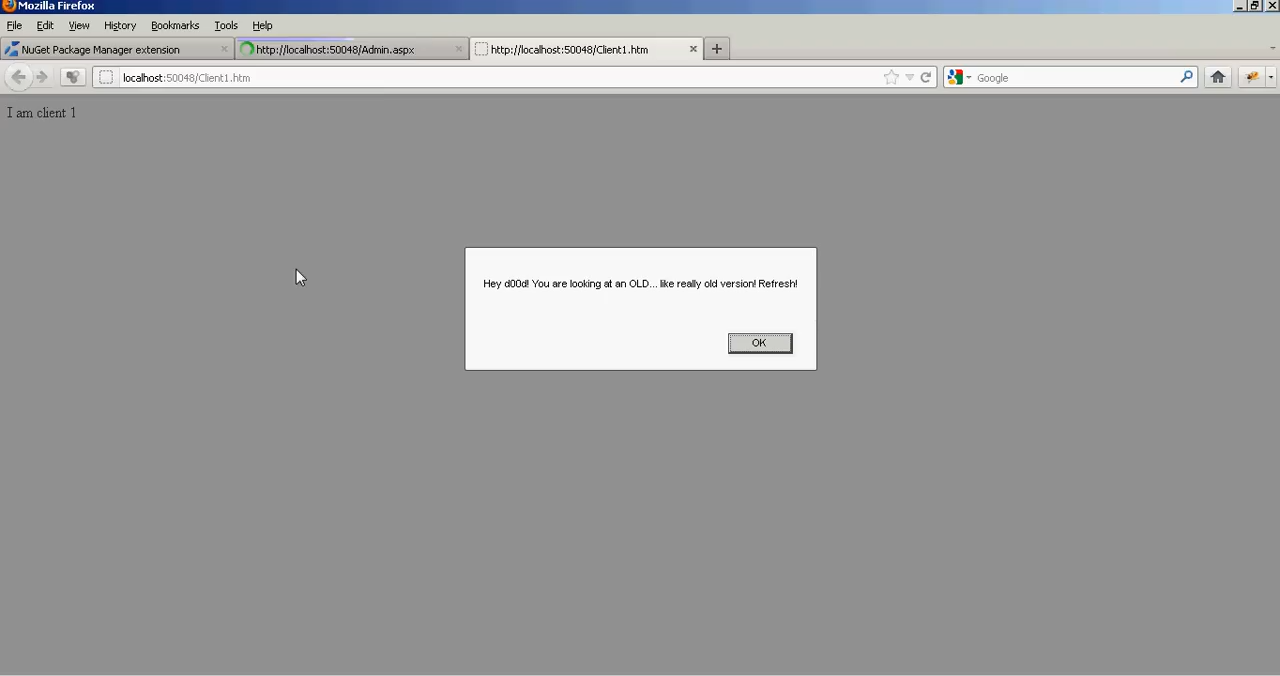 Mozilla Firefox
File Edit View History Bookmarks Tools Help
NuGet Package Manager extension http://localhost:50048/Admin.aspx http://localhost:50048/Client1.htm
localhost:50048/Client1.htm Google
I am client 1
Hey d00d! You are looking at an OLD... like really old version! Refresh!
OK